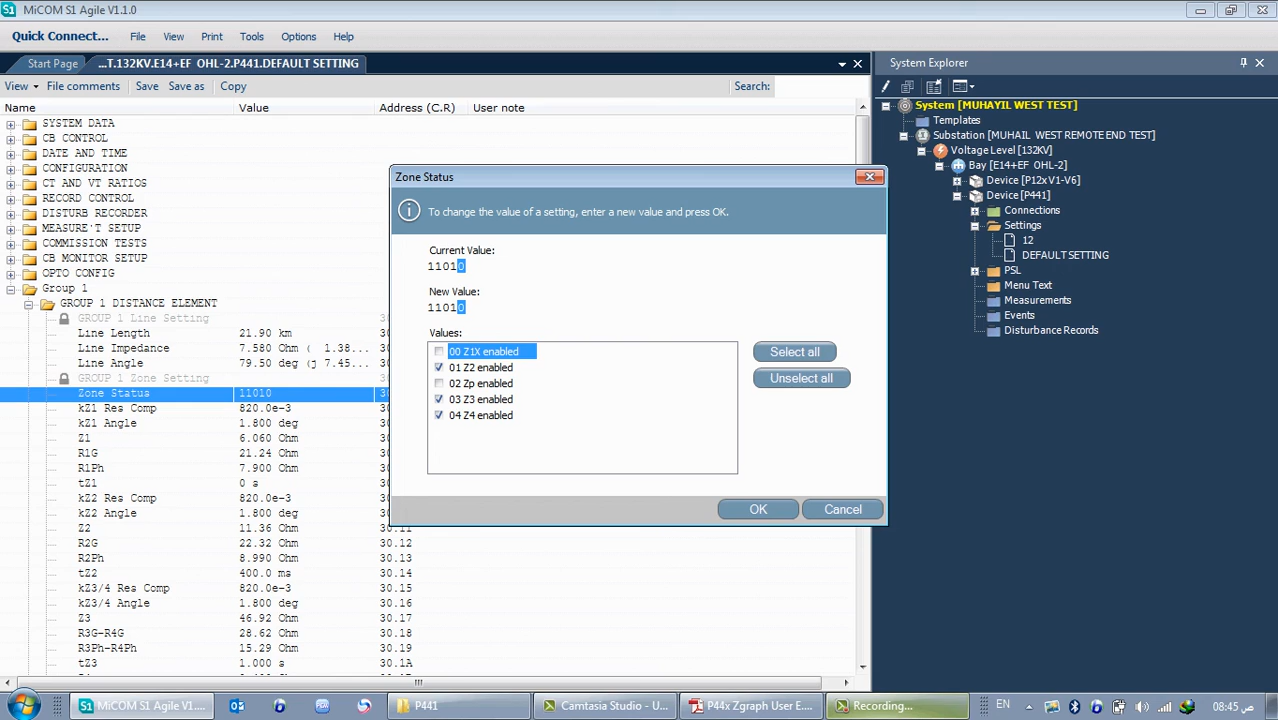 MiCOM S1 Agile V1.1.0
Quick Connect... File View Print Tools Options Help
Start Page ...T.132KV.E14+EF OHL-2.P441.DEFAULT SETTING
View File comments Save Save as Copy Search:
Name Value Address (C.R) User note
SYSTEM DATA
CB CONTROL
DATE AND TIME
CONFIGURATION
CT AND VT RATIOS
RECORD CONTROL
DISTURB RECORDER
MEASURE'T SETUP
COMMISSION TESTS
CB MONITOR SETUP
OPTO CONFIG
Group 1
GROUP 1 DISTANCE ELEMENT
GROUP 1 Line Setting
Line Length 21.90 km
Line Impedance 7.580 Ohm ( 1.38...
Line Angle 79.50 deg (j 7.45...
GROUP 1 Zone Setting
Zone Status 11010
kZ1 Res Comp 820.0e-3
kZ1 Angle 1.800 deg
Z1 6.060 Ohm
R1G 21.24 Ohm
R1Ph 7.900 Ohm
tZ1 0 s
kZ2 Res Comp 820.0e-3
kZ2 Angle 1.800 deg
Z2 11.36 Ohm 30.11
R2G 22.32 Ohm 30.12
R2Ph 8.990 Ohm 30.13
tZ2 400.0 ms 30.14
kZ3/4 Res Comp 820.0e-3 30.15
kZ3/4 Angle 1.800 deg 30.16
Z3 46.92 Ohm 30.17
R3G-R4G 28.62 Ohm 30.18
R3Ph-R4Ph 15.29 Ohm 30.19
tZ3 1.000 s 30.1A
Zone Status
To change the value of a setting, enter a new value and press OK.
Current Value:
11010
New Value:
11010
Values:
00 Z1X enabled
01 Z2 enabled
02 Zp enabled
03 Z3 enabled
04 Z4 enabled
Select all
Unselect all
OK Cancel
System Explorer
System [MUHAYIL WEST TEST]
Templates
Substation [MUHAIL WEST REMOTE END TEST]
Voltage Level [132KV]
Bay [E14+EF OHL-2]
Device [P12xV1-V6]
Device [P441]
Connections
Settings
12
DEFAULT SETTING
PSL
Menu Text
Measurements
Events
Disturbance Records
S1 MiCOM S1 Agile V1.... P441 Camtasia Studio - U... P44x Zgraph User E.... Recording... EN 08:45 ص